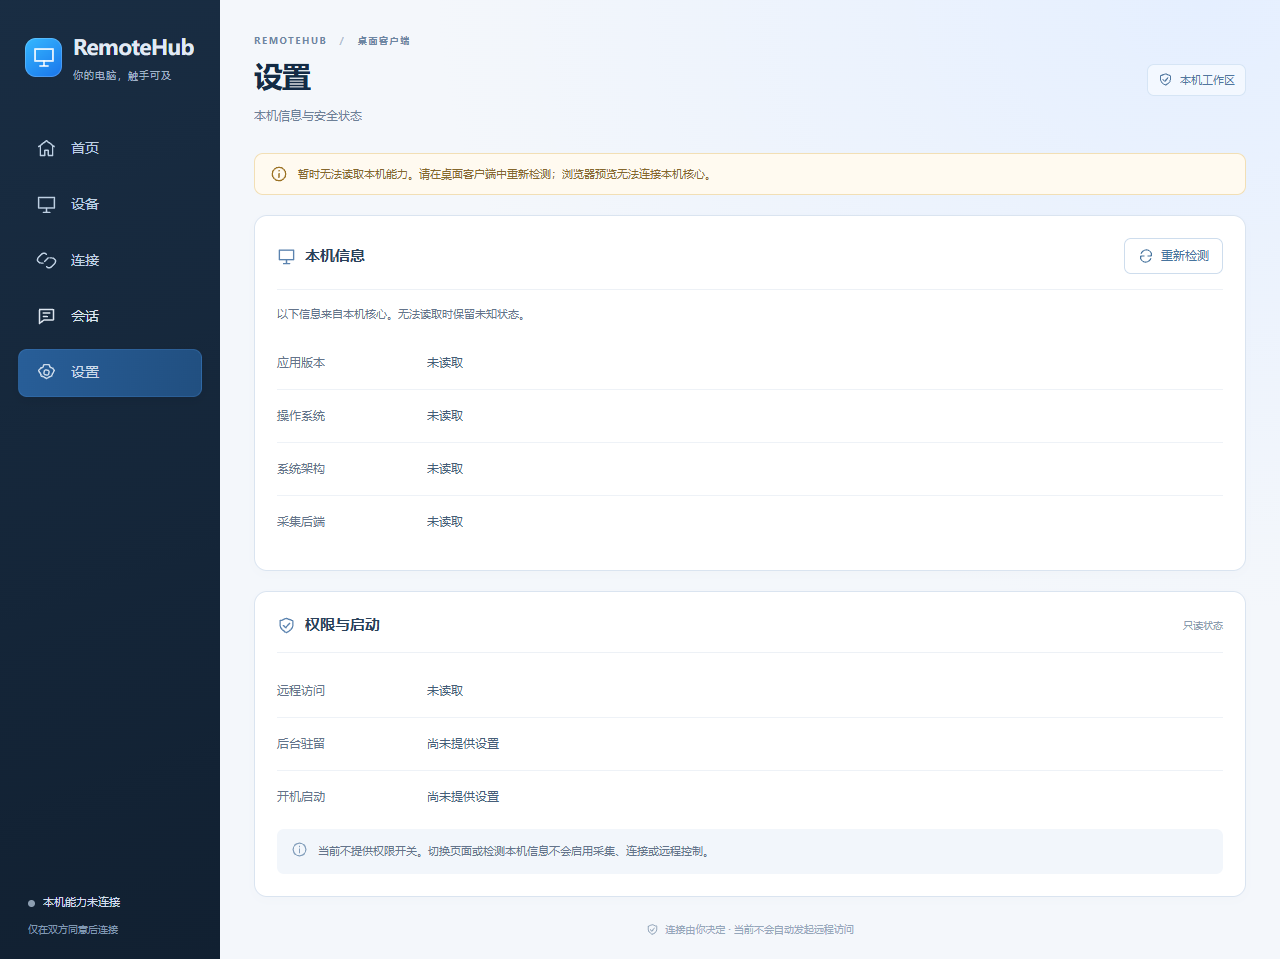 RemoteHub
你的电脑，触手可及
首页
设备
连接
会话
设置
本机能力未连接
仅在双方同意后连接
REMOTEHUB / 桌面客户端
设置
本机信息与安全状态
本机工作区
暂时无法读取本机能力。请在桌面客户端中重新检测；浏览器预览无法连接本机核心。
本机信息
重新检测
以下信息来自本机核心。无法读取时保留未知状态。
应用版本 未读取
操作系统 未读取
系统架构 未读取
采集后端 未读取
权限与启动
只读状态
远程访问 未读取
后台驻留 尚未提供设置
开机启动 尚未提供设置
当前不提供权限开关。切换页面或检测本机信息不会启用采集、连接或远程控制。
连接由你决定 · 当前不会自动发起远程访问